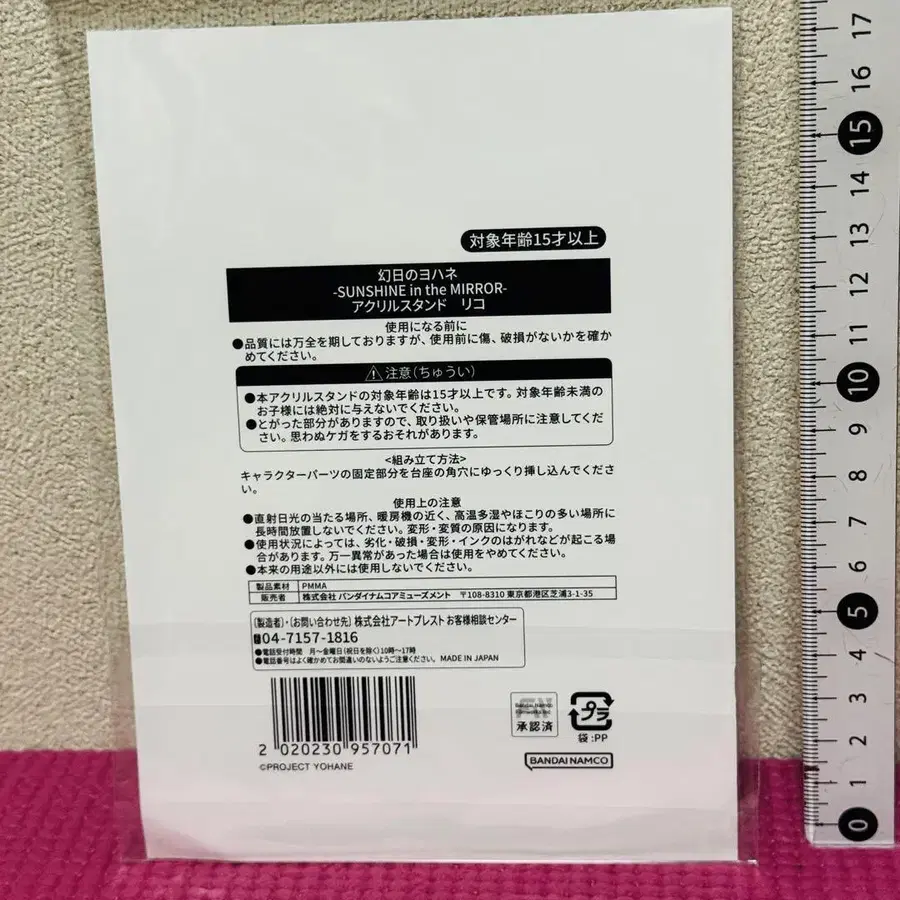 対象年齢15才以上
幻日のヨハネ
-SUNSHINE in the MIRROR-
アクリルスタンド リコ
使用になる前に
●品質には万全を期しておりますが、使用前に傷、破損がないかを確か
めてください。
⚠注意(ちゅうい)
●本アクリルスタンドの対象年齢は15才以上です。対象年齢未満の
お子様には絶対に与えないでください。
●とがった部分がありますので、取り扱いや保管場所に注意してくだ
さい。思わぬケガをするおそれがあります。
<組み立て方法>
キャラクターパーツの固定部分を台座の角穴にゆっくり挿し込んでくださ
い。
使用上の注意
●直射日光の当たる場所、暖房機の近く、高温多湿やほこりの多い場所に
長時間放置しないでください。変形・変質の原因になります。
●使用状況によっては、劣化・破損・変形・インクのはがれなどが起こる場
合があります。万一異常があった場合は使用をやめてください。
●本来の用途以外には使用しないでください。
製品素材 PMMA
販売者 株式会社 バンダイナムコアミューズメント 〒108-8310 東京都港区芝浦3-1-35
〔製造者〕・〔お問い合わせ先〕株式会社アートプレスト お客様相談センター
☎04-7157-1816
●電話受付時間 月〜金曜日(祝日を除く)10時〜17時
●電話番号はよく確かめてお間違いのないようご注意ください。 MADE IN JAPAN
2 020230 957071
©PROJECT YOHANE
Bandai Namco
Filmworks Inc.
承認済
プラ
袋:PP
BANDAI NAMCO
17
16
15
14
13
12
11
10
9
8
7
6
5
4
3
2
1
0